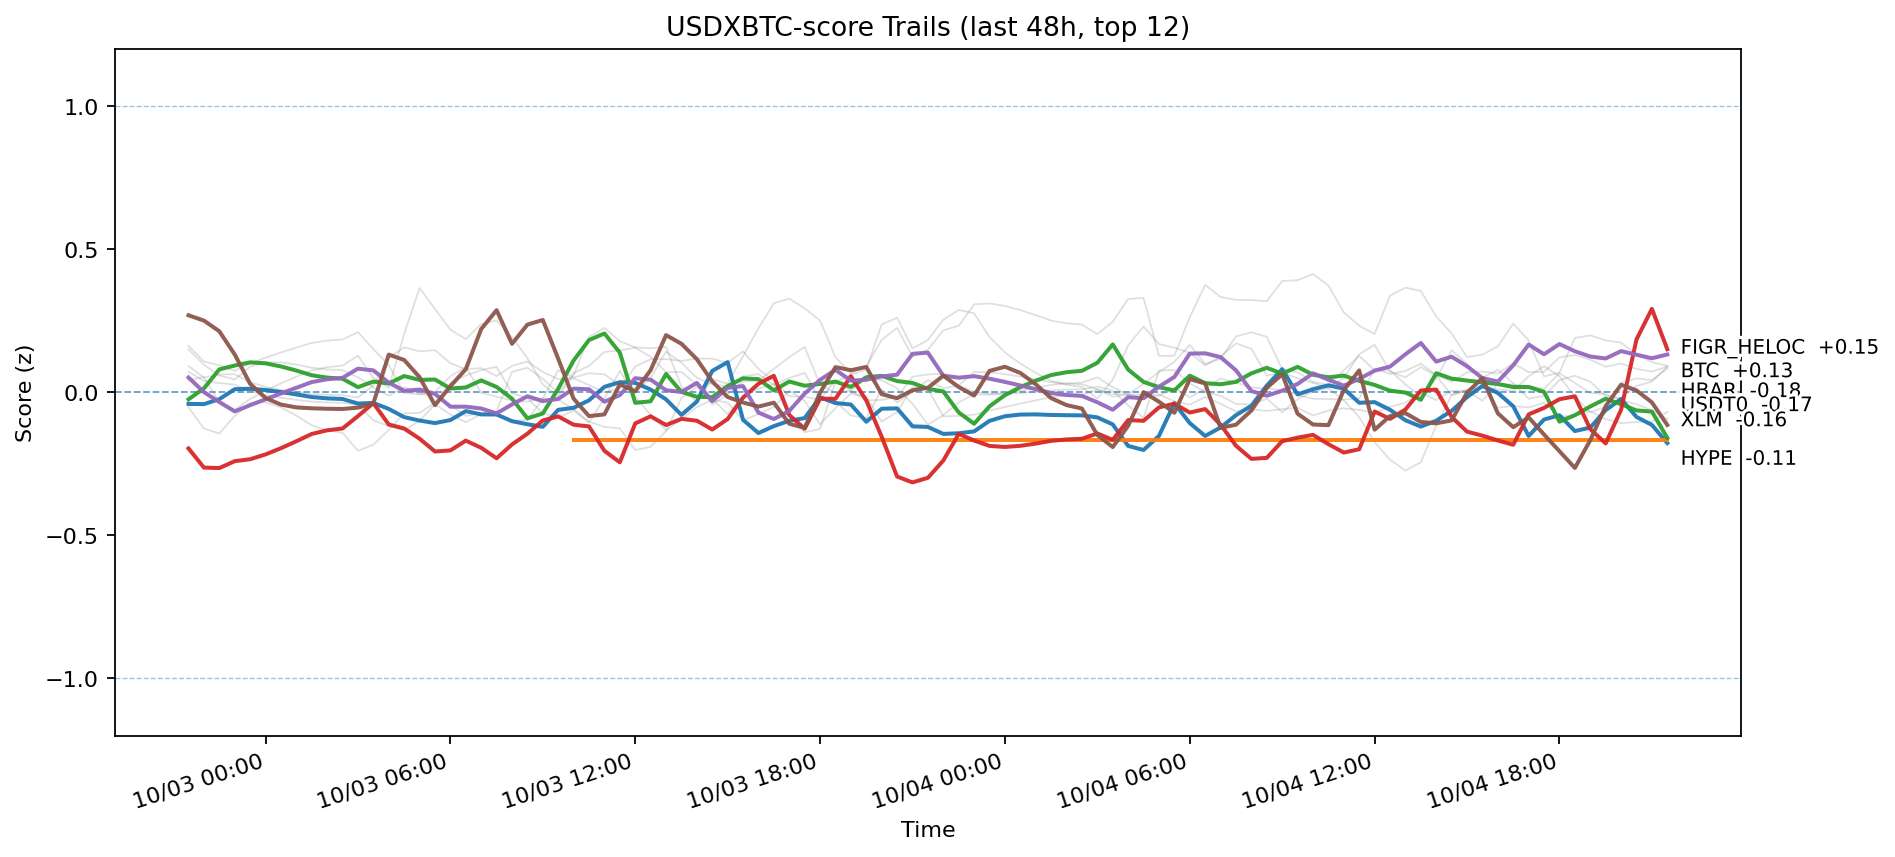 USDXBTC-score Trails (last 48h, top 12)
Score (z)
1.0
0.5
0.0
−0.5
−1.0
FIGR_HELOC +0.15
BTC +0.13
HBAR -0.18
USDT0 -0.17
XLM -0.16
HYPE -0.11
10/03 00:00
10/03 06:00
10/03 12:00
10/03 18:00
10/04 00:00
10/04 06:00
10/04 12:00
10/04 18:00
Time